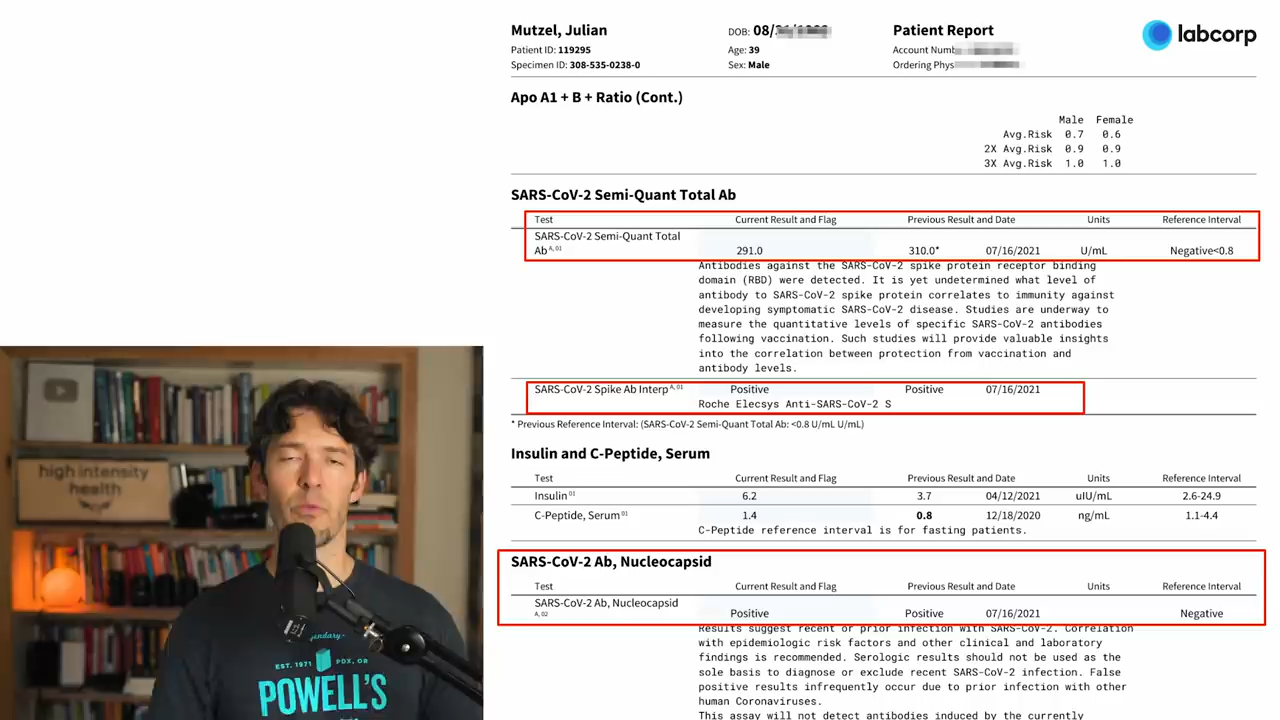 Mutzel, Julian
DOB: 08/
Patient Report
labcorp
Patient ID: 119295
Age: 39
Account Numb
Specimen ID: 308-535-0238-0
Sex: Male
Ordering Phys
Apo A1 + B + Ratio (Cont.)
Male Female
Avg.Risk 0.7 0.6
2X Avg.Risk 0.9 0.9
3X Avg.Risk 1.0 1.0
SARS-CoV-2 Semi-Quant Total Ab
Test Current Result and Flag Previous Result and Date Units Reference Interval
SARS-CoV-2 Semi-Quant Total
Ab A, 01 291.0 310.0* 07/16/2021 U/mL Negative<0.8
Antibodies against the SARS-CoV-2 spike protein receptor binding
domain (RBD) were detected. It is yet undetermined what level of
antibody to SARS-CoV-2 spike protein correlates to immunity against
developing symptomatic SARS-CoV-2 disease. Studies are underway to
measure the quantitative levels of specific SARS-CoV-2 antibodies
following vaccination. Such studies will provide valuable insights
into the correlation between protection from vaccination and
antibody levels.
SARS-CoV-2 Spike Ab Interp A, 01 Positive Positive 07/16/2021
Roche Elecsys Anti-SARS-CoV-2 S
* Previous Reference Interval: (SARS-CoV-2 Semi-Quant Total Ab: <0.8 U/mL U/mL)
Insulin and C-Peptide, Serum
Test Current Result and Flag Previous Result and Date Units Reference Interval
Insulin 01 6.2 3.7 04/12/2021 uIU/mL 2.6-24.9
C-Peptide, Serum 01 1.4 0.8 12/18/2020 ng/mL 1.1-4.4
C-Peptide reference interval is for fasting patients.
SARS-CoV-2 Ab, Nucleocapsid
Test Current Result and Flag Previous Result and Date Units Reference Interval
SARS-CoV-2 Ab, Nucleocapsid
A, 02 Positive Positive 07/16/2021 Negative
Results suggest recent or prior infection with SARS-CoV-2. Correlation
with epidemiologic risk factors and other clinical and laboratory
findings is recommended. Serologic results should not be used as the
sole basis to diagnose or exclude recent SARS-CoV-2 infection. False
positive results infrequently occur due to prior infection with other
human Coronaviruses.
This assay will not detect antibodies induced by the currently
high intensity
health
EST. 1971 PDX, OR
POWELL'S